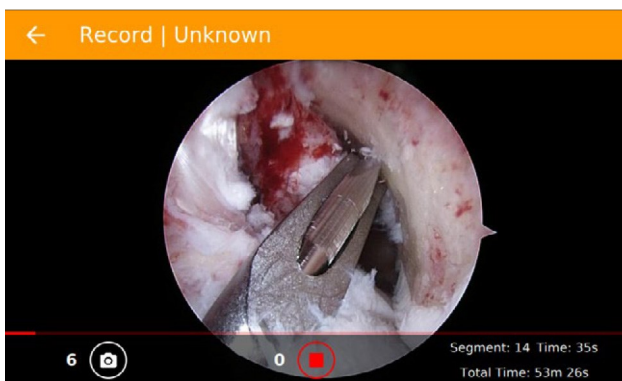 Record | Unknown
6
0
Segment: 14 Time: 35s
Total Time: 53m 26s